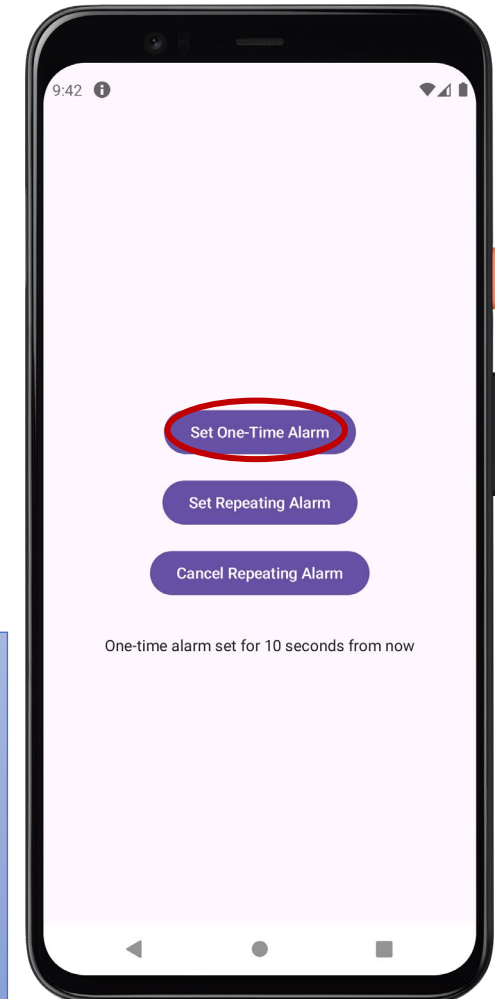 9:42
Set One-Time Alarm
Set Repeating Alarm
Cancel Repeating Alarm
One-time alarm set for 10 seconds from now